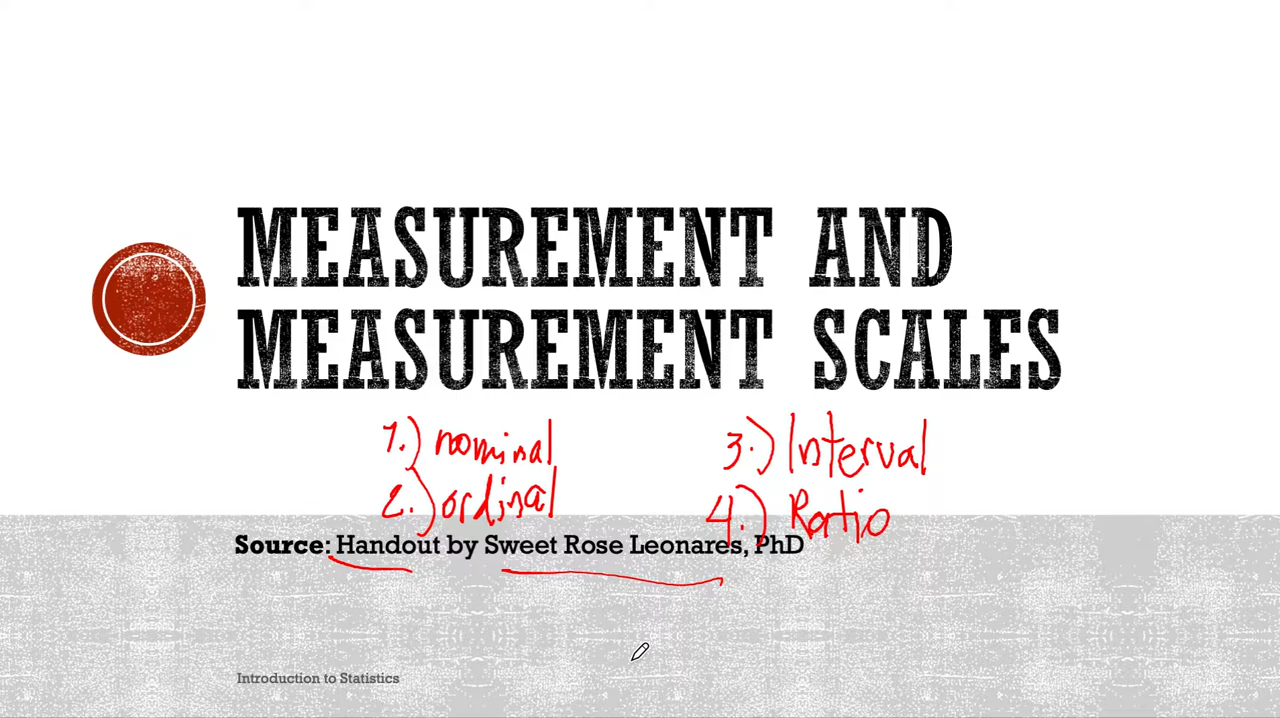 MEASUREMENT AND
MEASUREMENT SCALES
1.) nominal
2.) ordinal
3.) Interval
4.) Ratio
Source: Handout by Sweet Rose Leonares, PhD
Introduction to Statistics